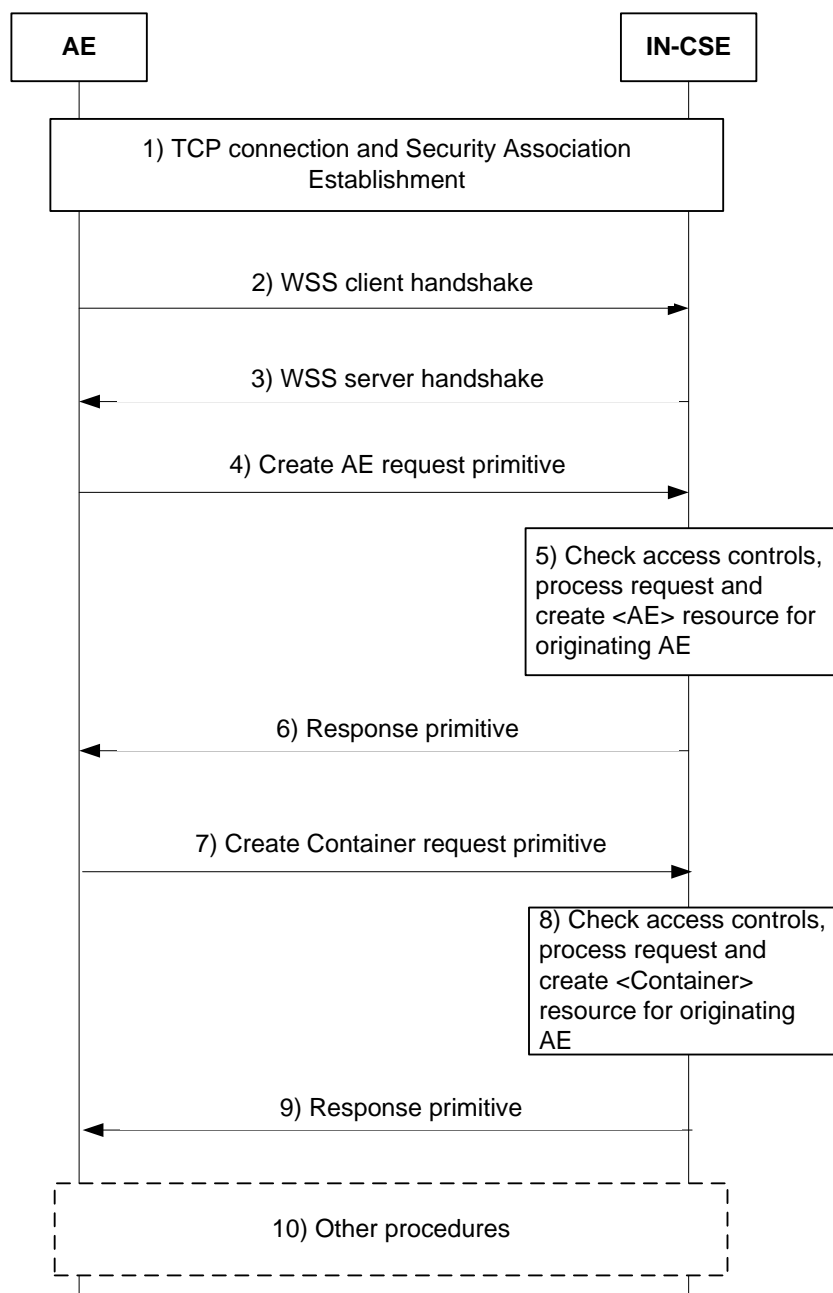 AE
IN-CSE
1) TCP connection and Security Association
Establishment
2) WSS client handshake
3) WSS server handshake
4) Create AE request primitive
5) Check access controls,
process request and
create <AE> resource for
originating AE
6) Response primitive
7) Create Container request primitive
8) Check access controls,
process request and
create <Container>
resource for originating
AE
9) Response primitive
10) Other procedures